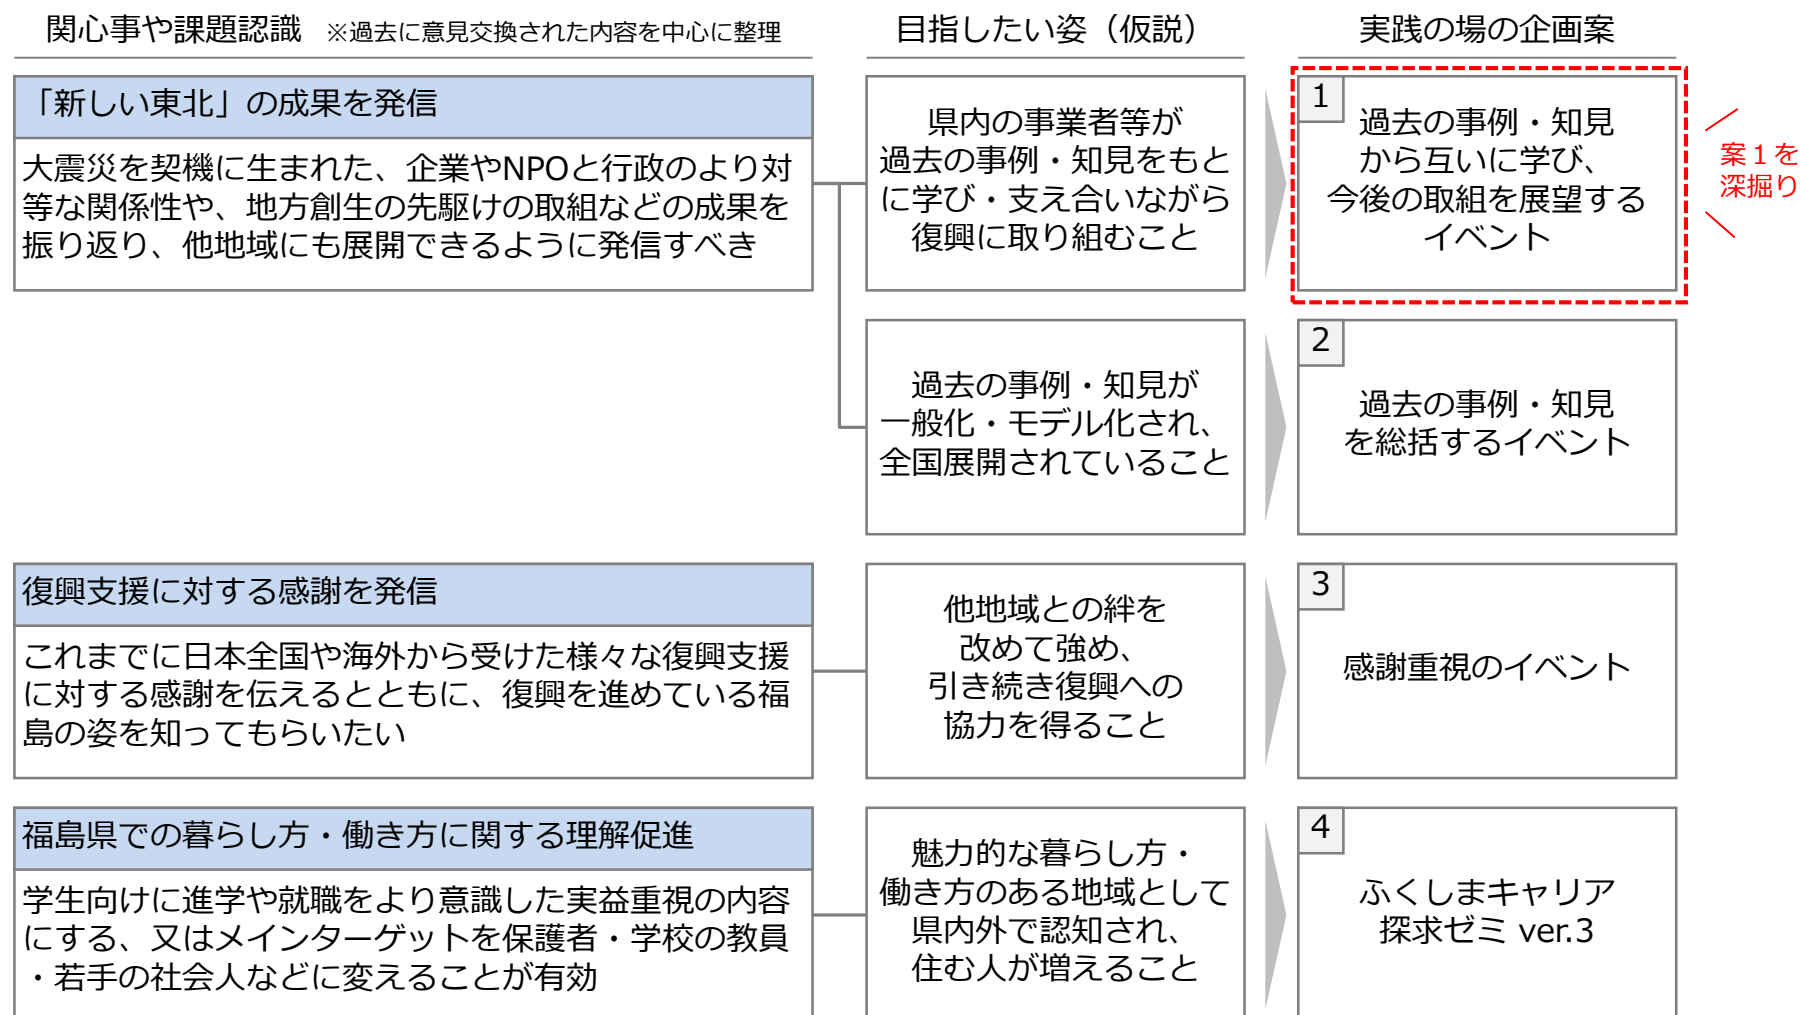 関心事や課題認識 ※過去に意見交換された内容を中心に整理
目指したい姿（仮説）
実践の場の企画案
「新しい東北」の成果を発信
大震災を契機に生まれた、企業やNPOと行政のより対
等な関係性や、地方創生の先駆けの取組などの成果を
振り返り、他地域にも展開できるように発信すべき
県内の事業者等が
過去の事例・知見をもと
に学び・支え合いながら
復興に取り組むこと
1
過去の事例・知見
から互いに学び、
今後の取組を展望する
イベント
案１を
深掘り
過去の事例・知見が
一般化・モデル化され、
全国展開されていること
2
過去の事例・知見
を総括するイベント
復興支援に対する感謝を発信
これまでに日本全国や海外から受けた様々な復興支援
に対する感謝を伝えるとともに、復興を進めている福
島の姿を知ってもらいたい
他地域との絆を
改めて強め、
引き続き復興への
協力を得ること
3
感謝重視のイベント
福島県での暮らし方・働き方に関する理解促進
学生向けに進学や就職をより意識した実益重視の内容
にする、又はメインターゲットを保護者・学校の教員
・若手の社会人などに変えることが有効
魅力的な暮らし方・
働き方のある地域として
県内外で認知され、
住む人が増えること
4
ふくしまキャリア
探求ゼミ ver.3